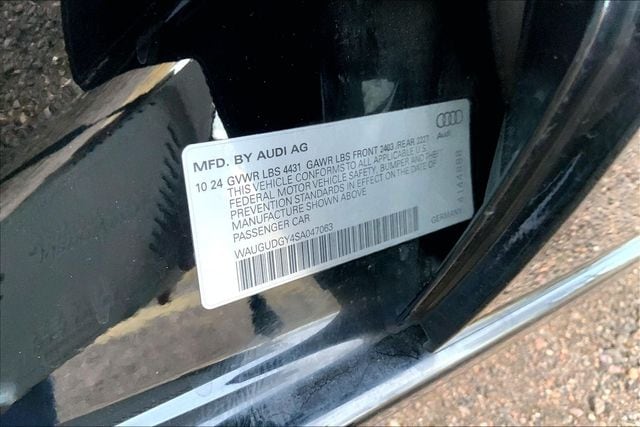 MFD. BY AUDI AG
10 24 GVWR LBS 4431 GAWR LBS FRONT 2403 /REAR 2227
THIS VEHICLE CONFORMS TO ALL APPLICABLE U.S.
FEDERAL MOTOR VEHICLE SAFETY, BUMPER AND THEFT
PREVENTION STANDARDS IN EFFECT ON THE DATE OF
MANUFACTURE SHOWN ABOVE
PASSENGER CAR
WAUGUDGY4SA047063
GERMANY
Audi